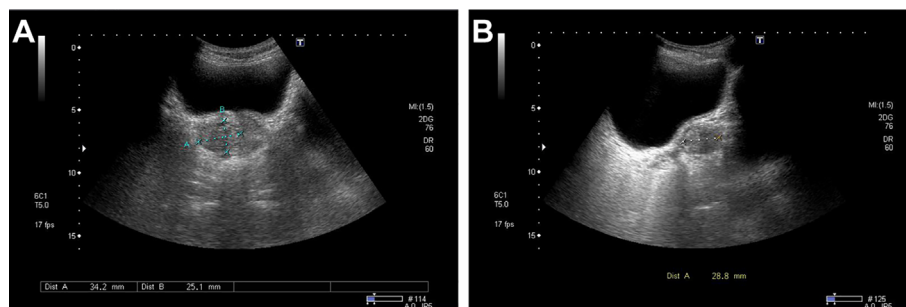 A
T
0
5
10
15
B
A
MI:(1.5)
2DG
76
DR
60
6C1
T5.0
17 fps
Dist A 34.2 mm Dist B 25.1 mm
#114
B
T
0
5
10
15
MI:(1.5)
2DG
76
DR
60
6C1
T5.0
17 fps
Dist A 28.8 mm
#125